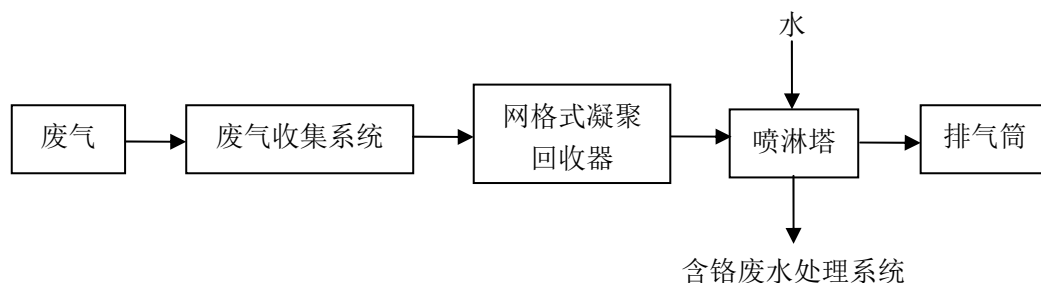 水
废气
废气收集系统
网格式凝聚
回收器
喷淋塔
排气筒
含铬废水处理系统